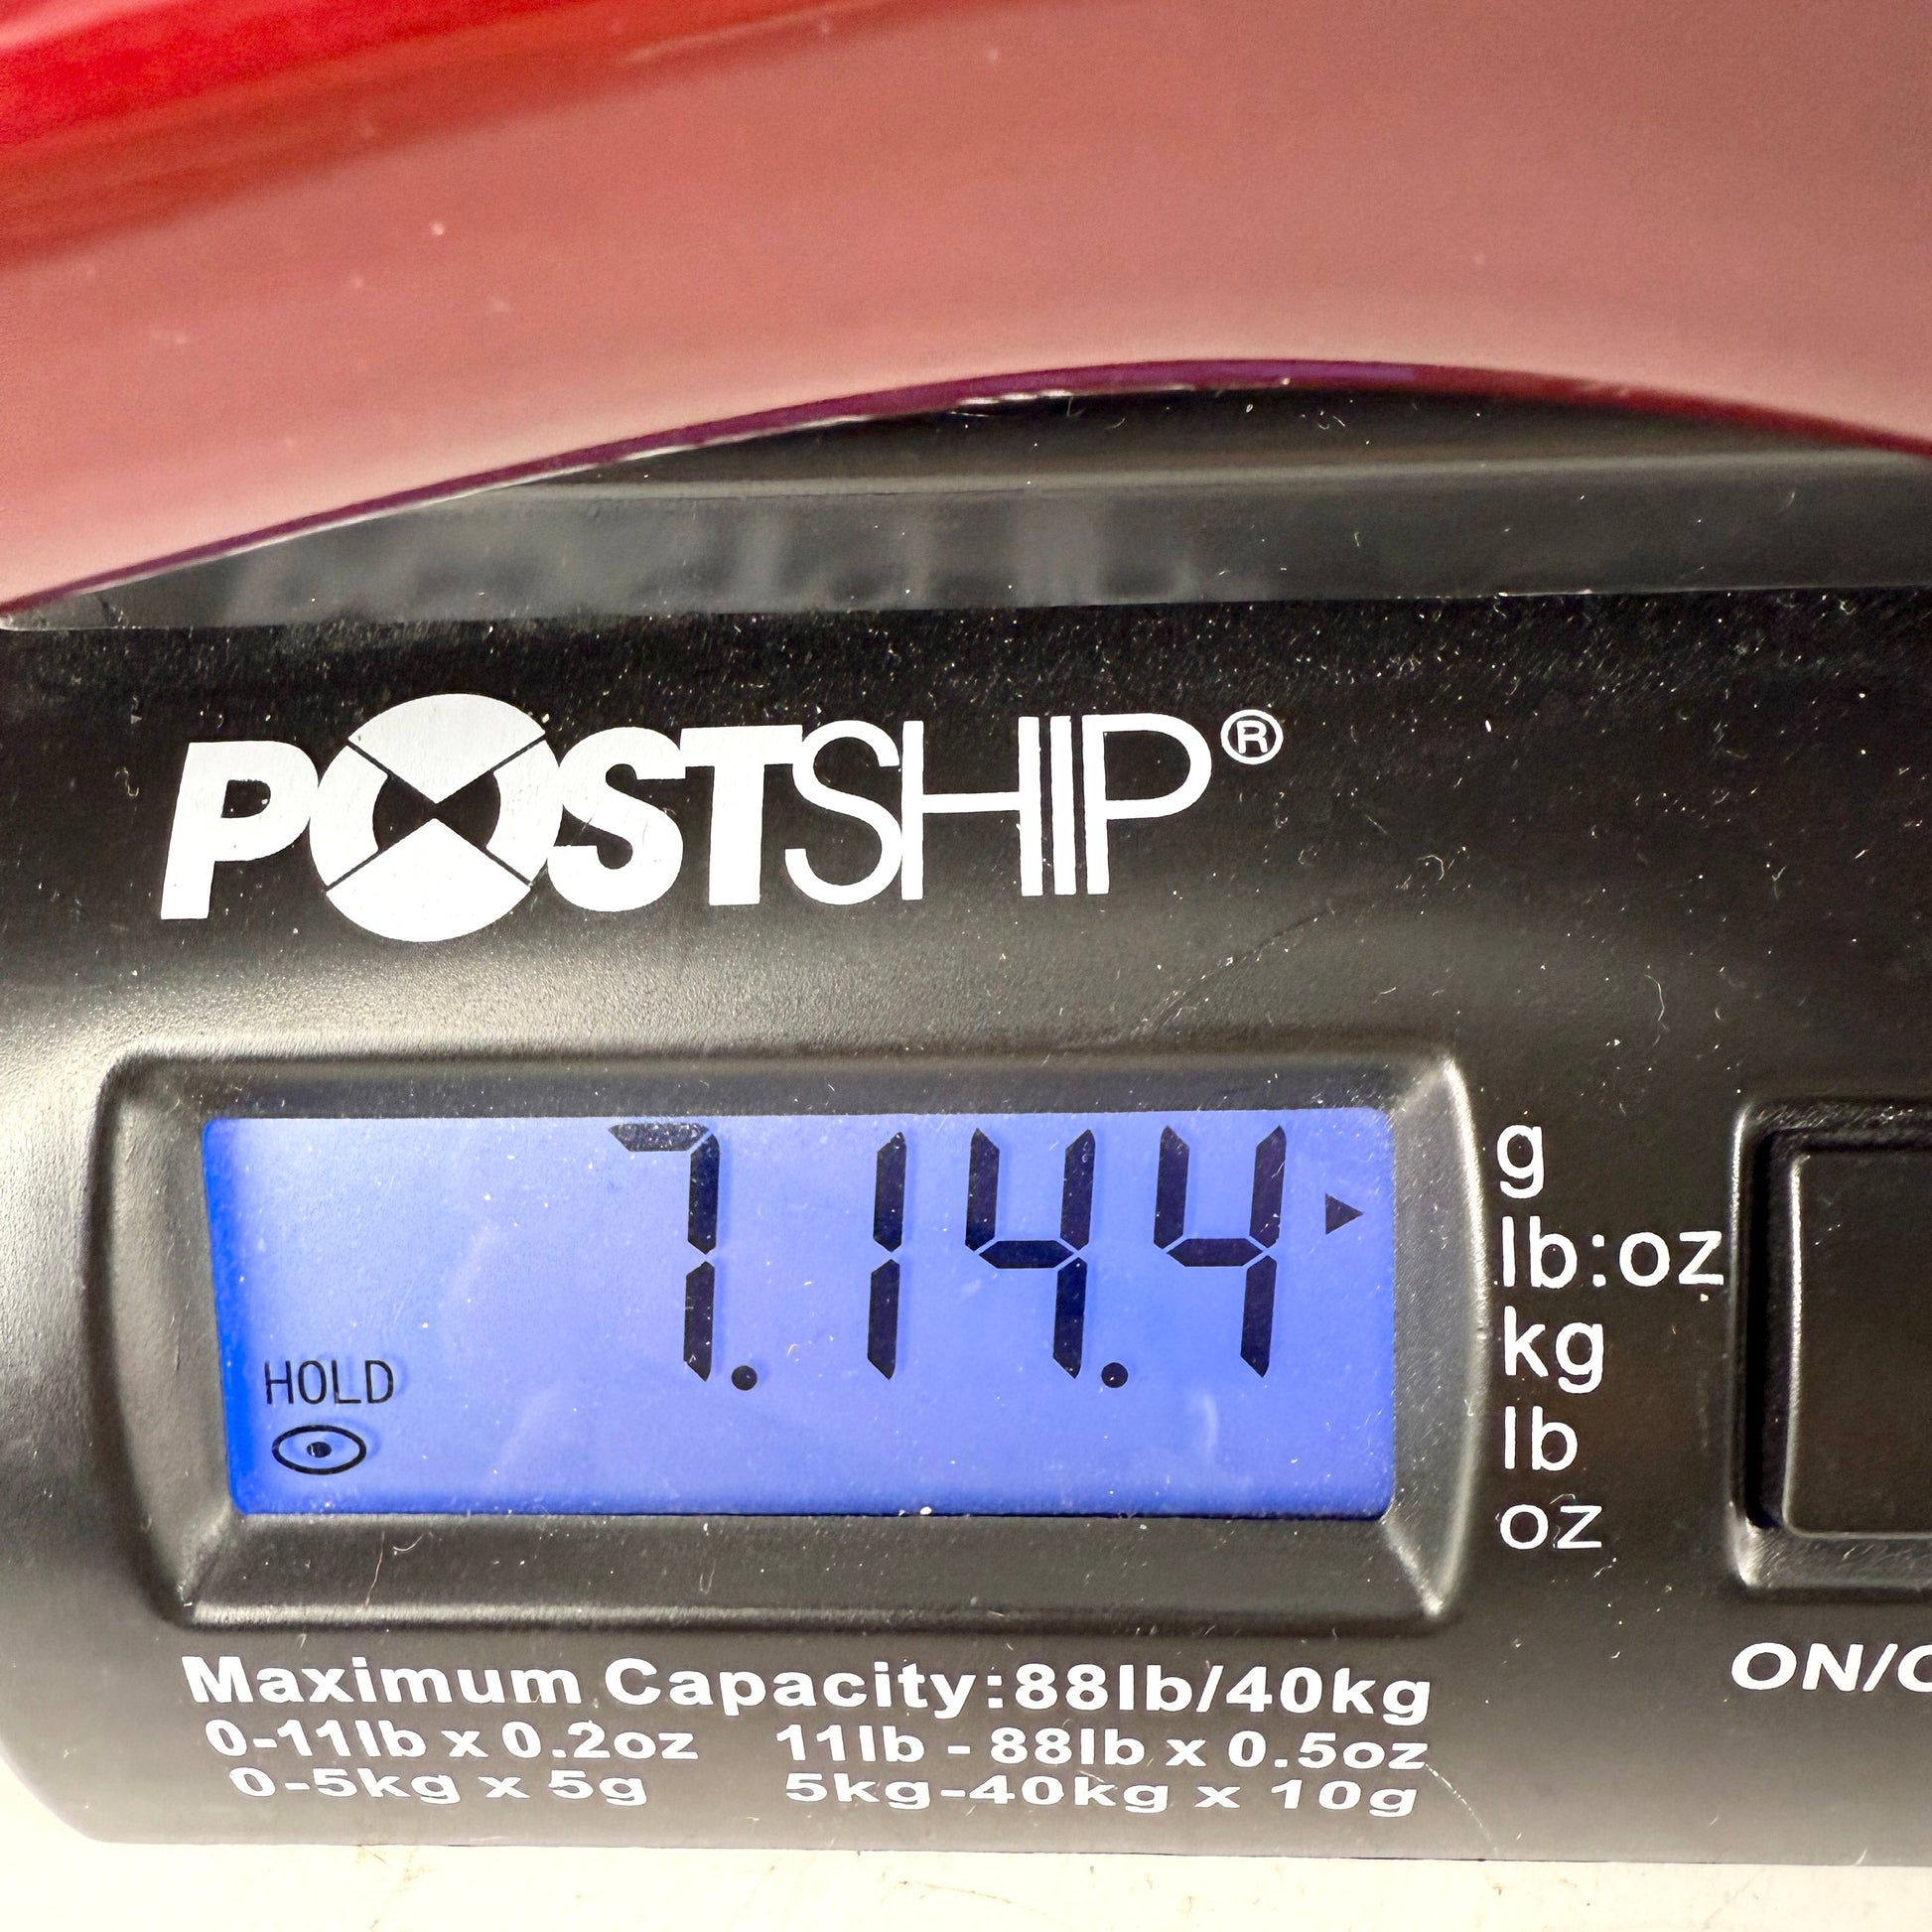 POSTSHIP®
7.14.4
HOLD
g
lb:oz
kg
lb
oz
Maximum Capacity:88lb/40kg
0-11lb x 0.2oz 11lb - 88lb x 0.5oz
0-5kg x 5g 5kg-40kg x 10g